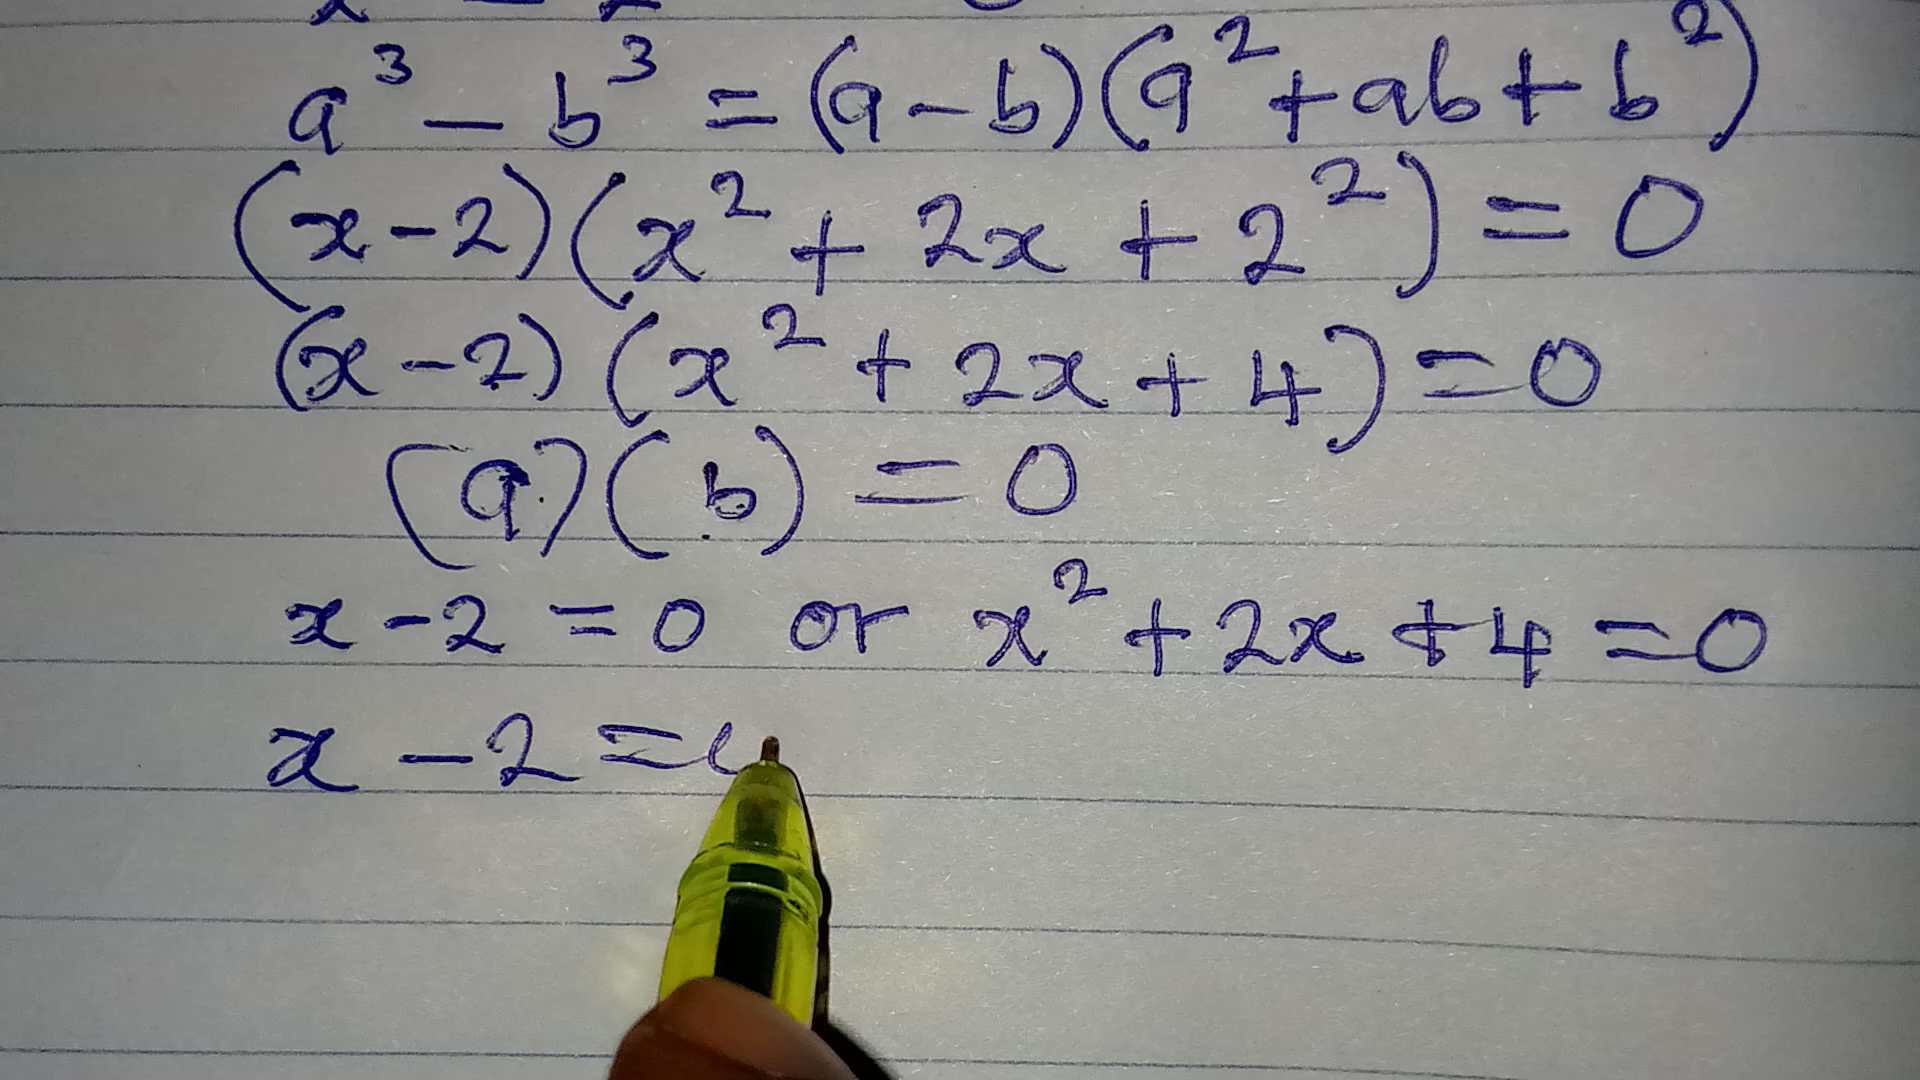 a³ - b³ = (a-b)(a² + ab + b²)
(x-2)(x² + 2x + 2²) = 0
(x-2)(x² + 2x + 4) = 0
(a)(b) = 0
x - 2 = 0 or x² + 2x + 4 = 0
x - 2 =